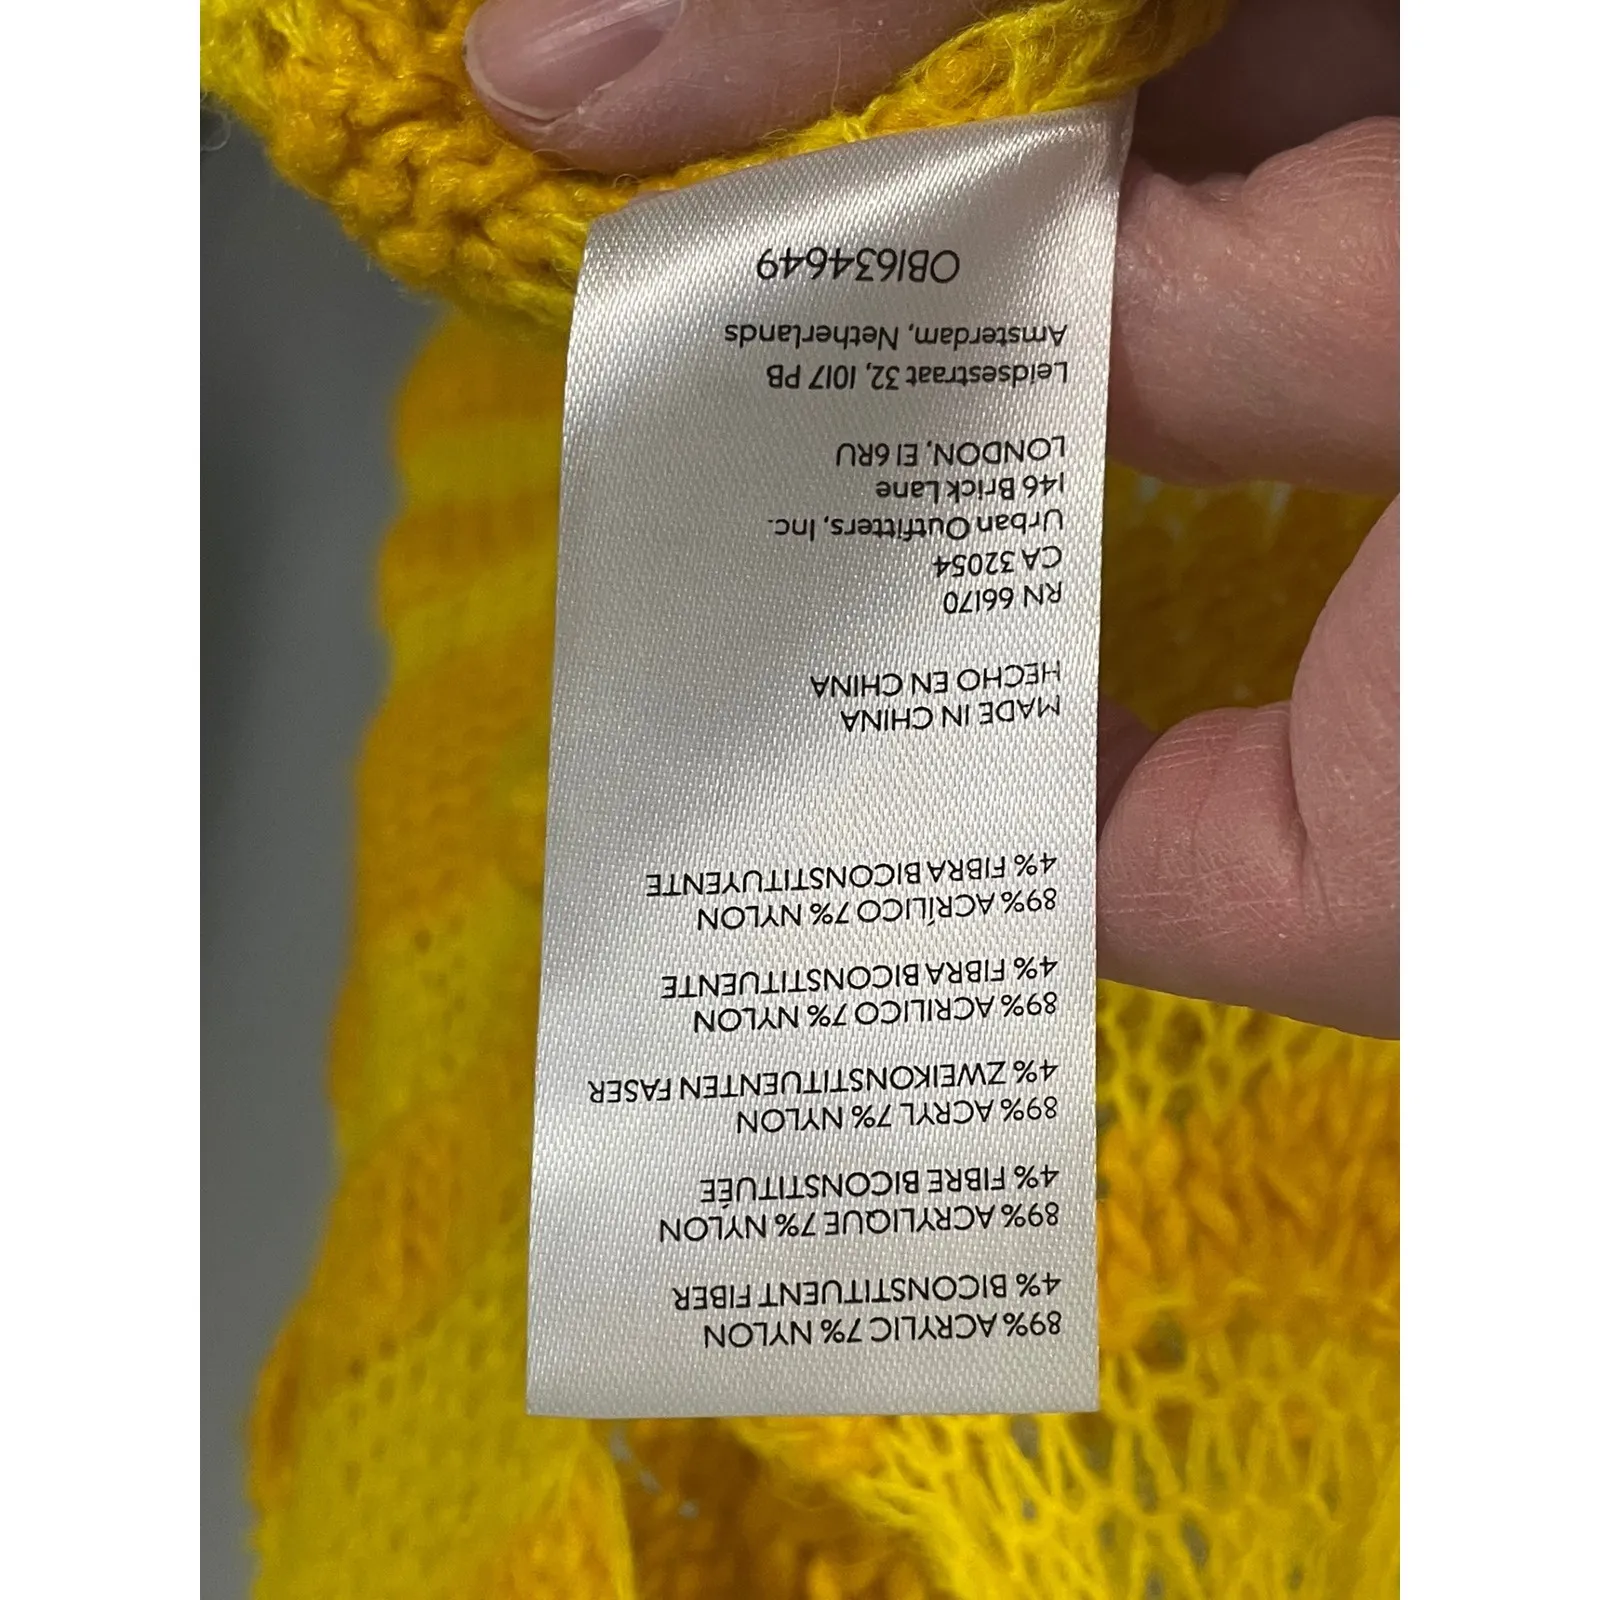 89% ACRYLIC 7% NYLON
4% BICONSTITUENT FIBER
89% ACRYLIQUE 7% NYLON
4% FIBRE BICONSTITUÉE
89% ACRYL 7% NYLON
4% ZWEIKONSTITUENTEN FASER
89% ACRILICO 7% NYLON
4% FIBRA BICONSTITUENTE
89% ACRÍLICO 7% NYLON
4% FIBRA BICONSTITUYENTE
MADE IN CHINA
HECHO EN CHINA
RN 66170
CA 32054
Urban Outfitters, Inc.
146 Brick Lane
LONDON, E1 6RU
Leidsestraat 32, 1017 PB
Amsterdam, Netherlands
OB1634649